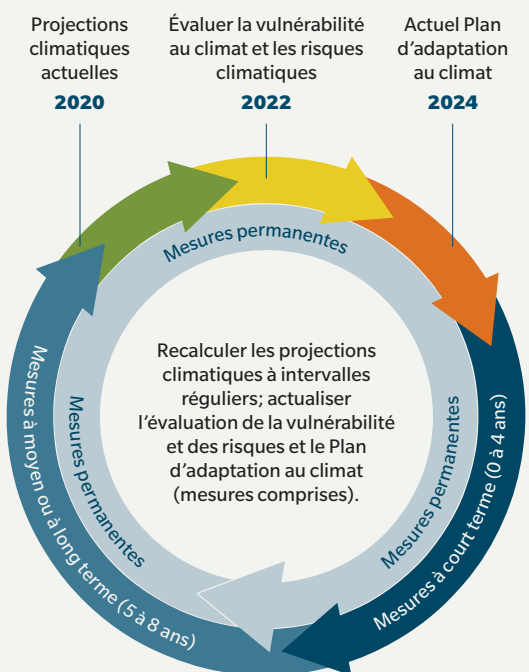 Projections
climatiques
actuelles
2020
Évaluer la vulnérabilité
au climat et les risques
climatiques
2022
Actuel Plan
d'adaptation
au climat
2024
Mesures permanentes
Recalculer les projections
climatiques à intervalles
réguliers; actualiser
l'évaluation de la vulnérabilité
et des risques et le Plan
d'adaptation au climat
(mesures comprises).
Mesures permanentes
Mesures à court terme (0 à 4 ans)
Mesures permanentes
Mesures à moyen ou à long terme (5 à 8 ans)